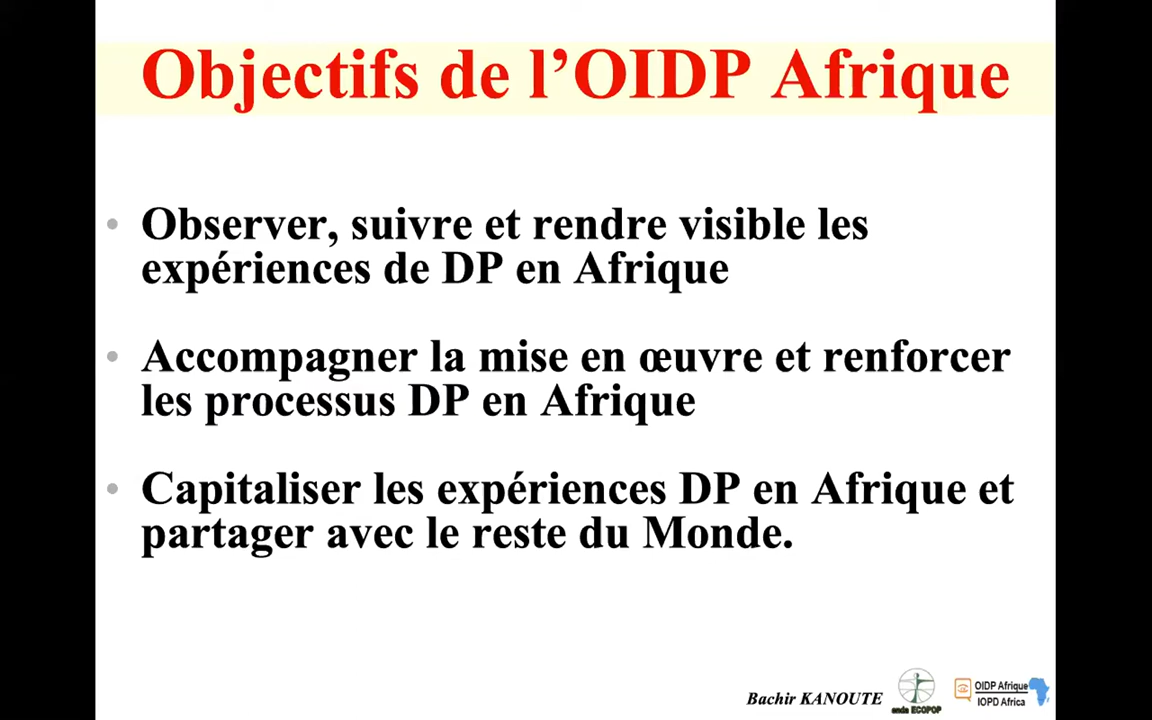 Objectifs de l’OIDP Afrique
• Observer, suivre et rendre visible les
expériences de DP en Afrique
• Accompagner la mise en œuvre et renforcer
les processus DP en Afrique
• Capitaliser les expériences DP en Afrique et
partager avec le reste du Monde.
Bachir KANOUTE
enda ECOPOP
OIDP Afrique
IOPD Africa